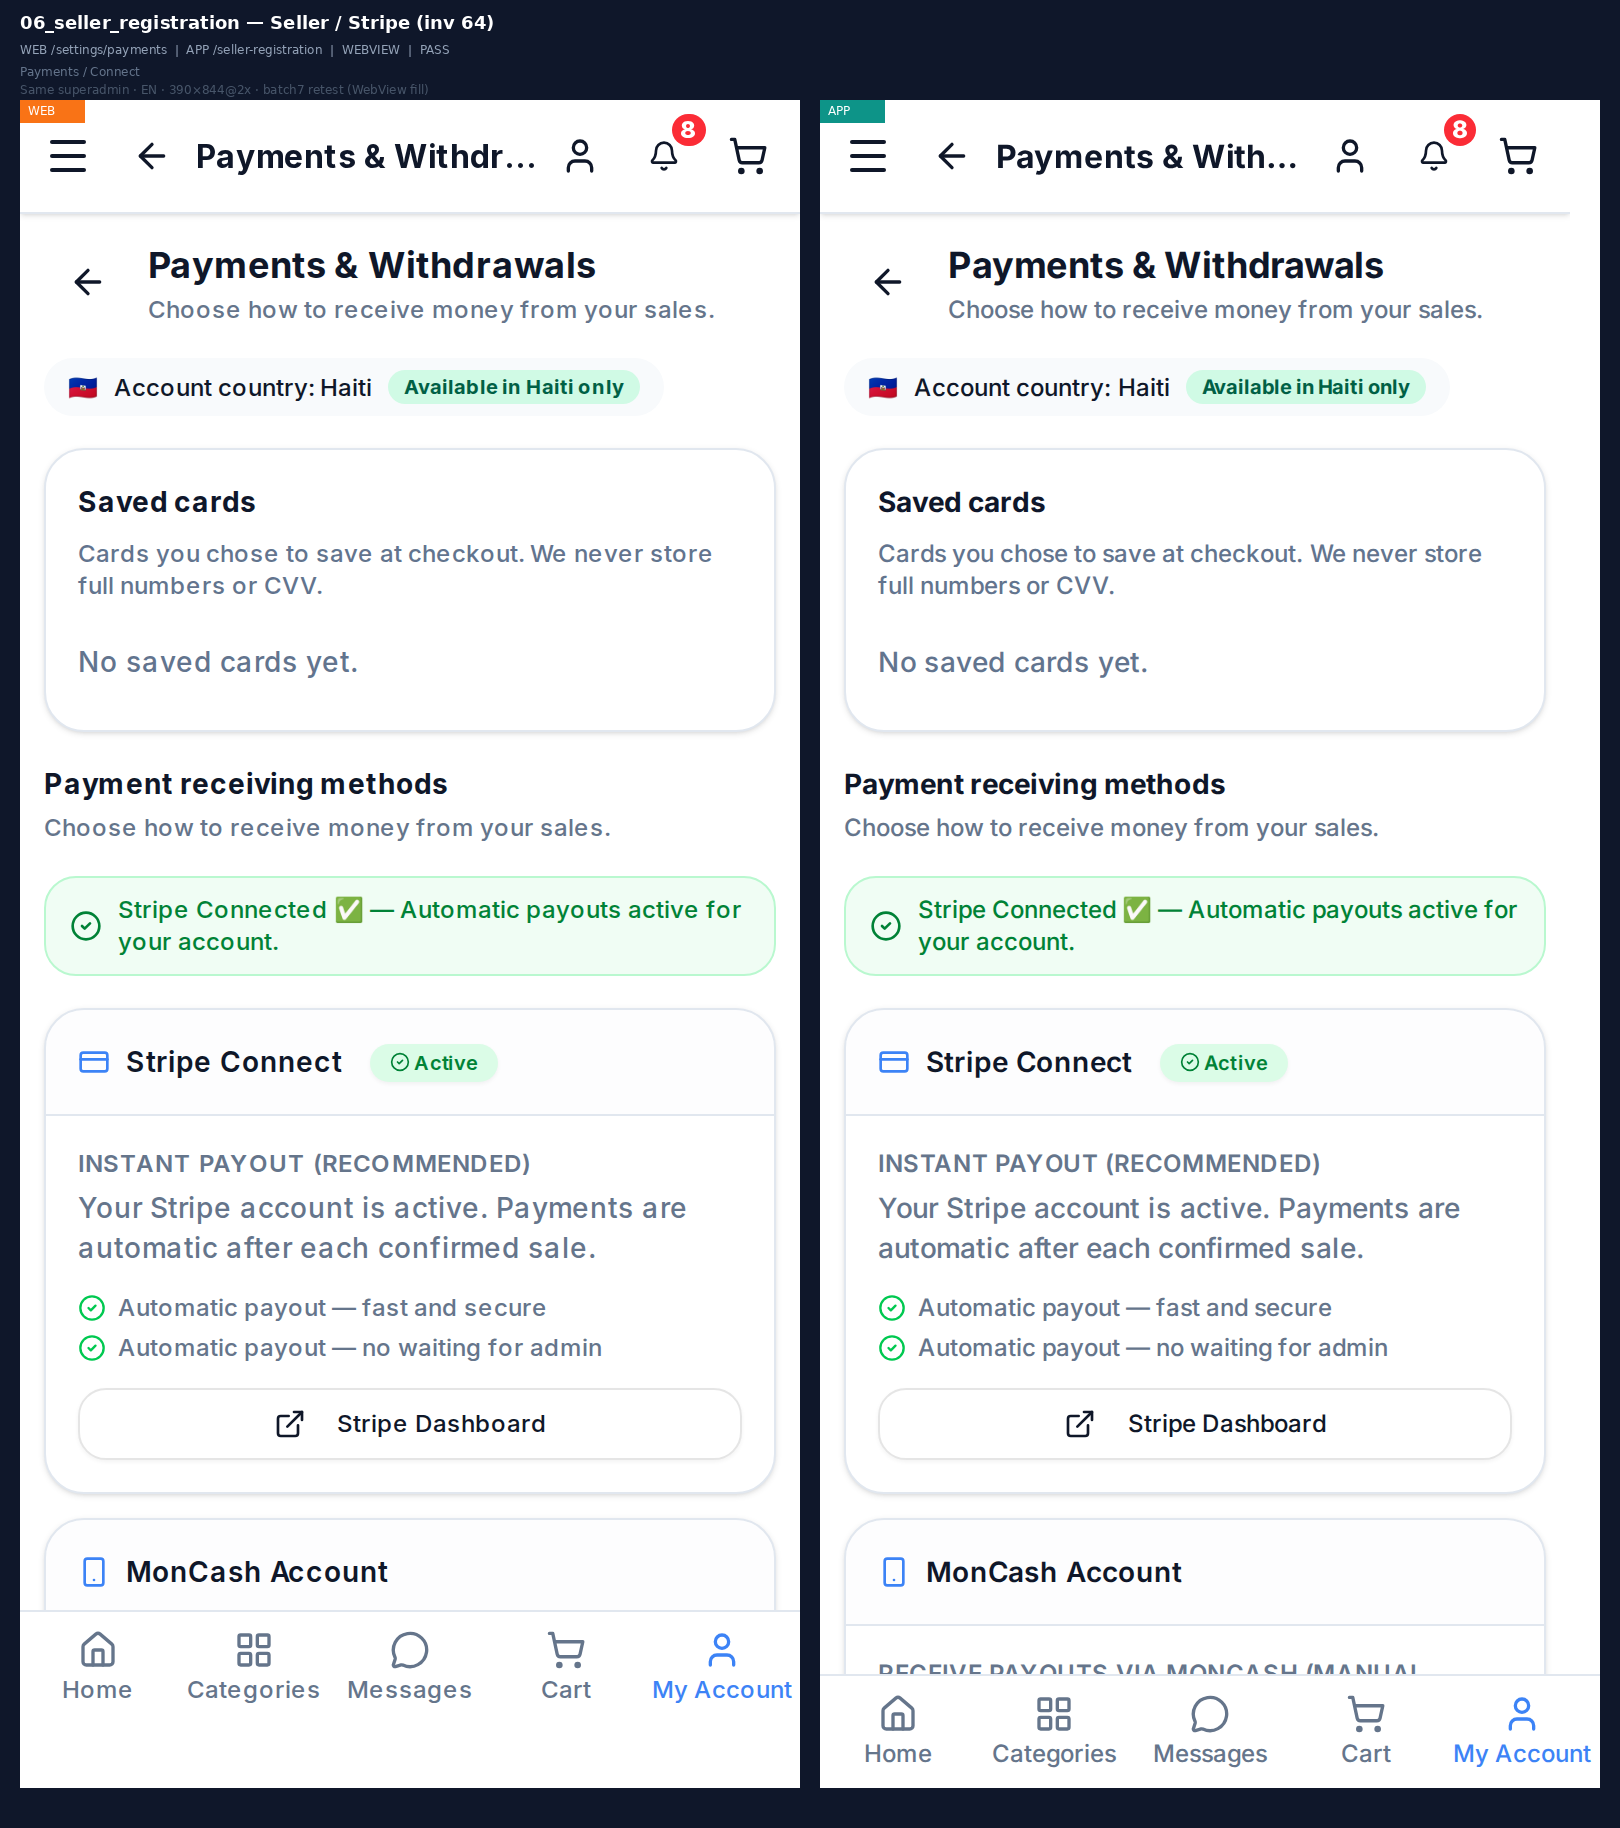 06_seller_registration — Seller / Stripe (inv 64)
WEB /settings/payments | APP /seller-registration | WEBVIEW | PASS
Payments / Connect
Same superadmin · EN · 390×844@2x · batch7 retest (WebView fill)
WEB
Payments & Withdr...
8
Payments & Withdrawals
Choose how to receive money from your sales.
Account country: Haiti
Available in Haiti only
Saved cards
Cards you chose to save at checkout. We never store
full numbers or CVV.
No saved cards yet.
Payment receiving methods
Choose how to receive money from your sales.
Stripe Connected ✅ — Automatic payouts active for
your account.
Stripe Connect
Active
INSTANT PAYOUT (RECOMMENDED)
Your Stripe account is active. Payments are
automatic after each confirmed sale.
Automatic payout — fast and secure
Automatic payout — no waiting for admin
Stripe Dashboard
MonCash Account
Home
Categories
Messages
Cart
My Account
APP
Payments & With...
8
Payments & Withdrawals
Choose how to receive money from your sales.
Account country: Haiti
Available in Haiti only
Saved cards
Cards you chose to save at checkout. We never store
full numbers or CVV.
No saved cards yet.
Payment receiving methods
Choose how to receive money from your sales.
Stripe Connected ✅ — Automatic payouts active for
your account.
Stripe Connect
Active
INSTANT PAYOUT (RECOMMENDED)
Your Stripe account is active. Payments are
automatic after each confirmed sale.
Automatic payout — fast and secure
Automatic payout — no waiting for admin
Stripe Dashboard
MonCash Account
RECEIVE PAYOUTS VIA MONCASH (MANUAL
Home
Categories
Messages
Cart
My Account